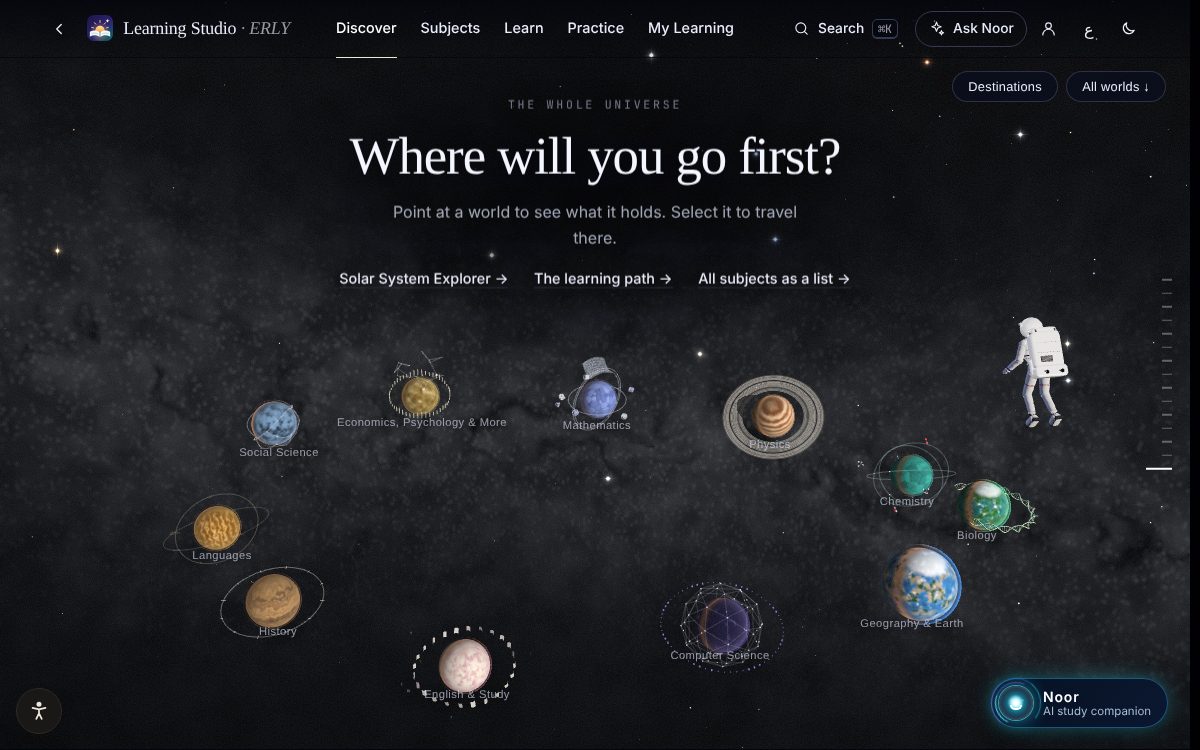 Learning Studio · ERLY
Discover
Subjects
Learn
Practice
My Learning
Search ⌘K
Ask Noor
ع
Destinations
All worlds ↓
THE WHOLE UNIVERSE
Where will you go first?
Point at a world to see what it holds. Select it to travel
there.
Solar System Explorer →
The learning path →
All subjects as a list →
Economics, Psychology & More
Mathematics
Social Science
Physics
Chemistry
Biology
Languages
Geography & Earth
History
Computer Science
English & Study
Noor
AI study companion